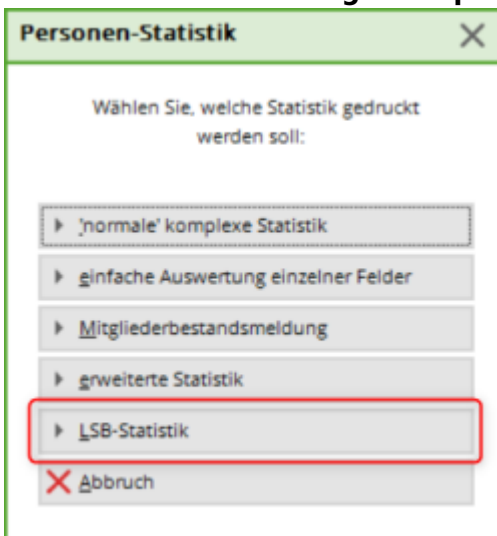 Personen-Statistik
Wählen Sie, welche Statistik gedruckt
werden soll:
'normale' komplexe Statistik
einfache Auswertung einzelner Felder
Mitgliederbestandsmeldung
erweiterte Statistik
LSB-Statistik
Abbruch